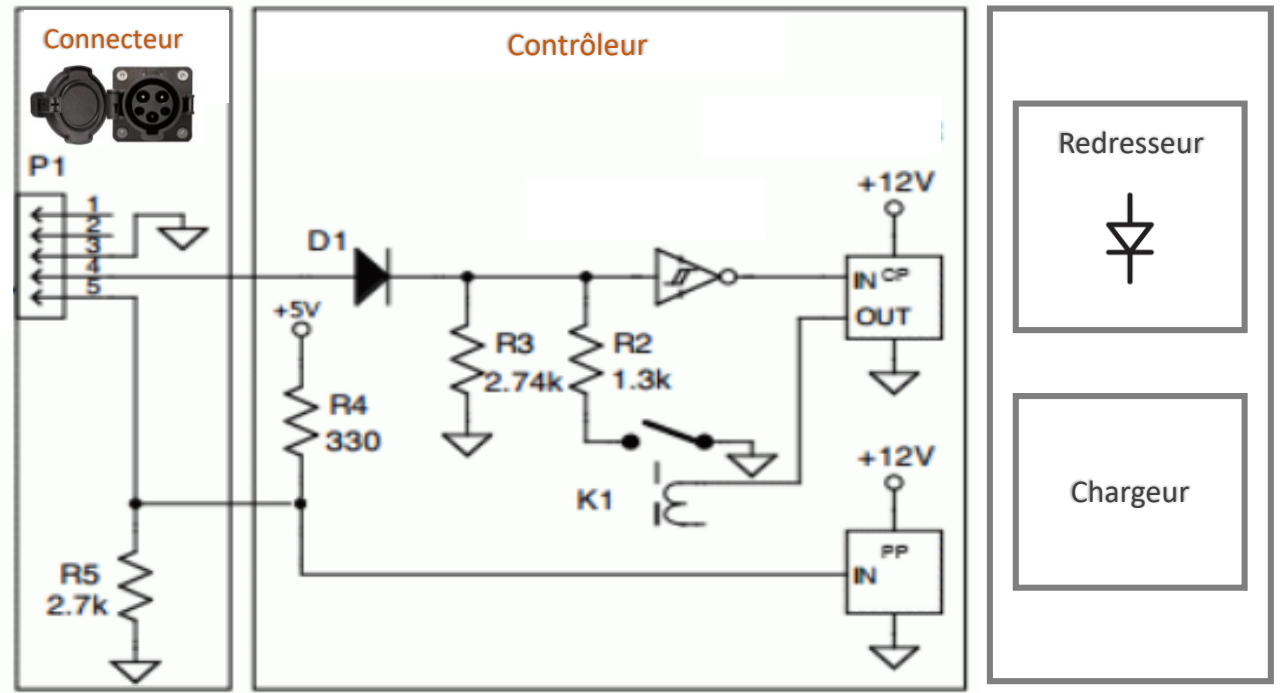 Connecteur
P1
1
2
3
4
5
R5
2.7k
Contrôleur
D1
+5V
R4
330
R3
2.74k
R2
1.3k
K1
+12V
IN CP
OUT
+12V
PP
IN
Redresseur
Chargeur